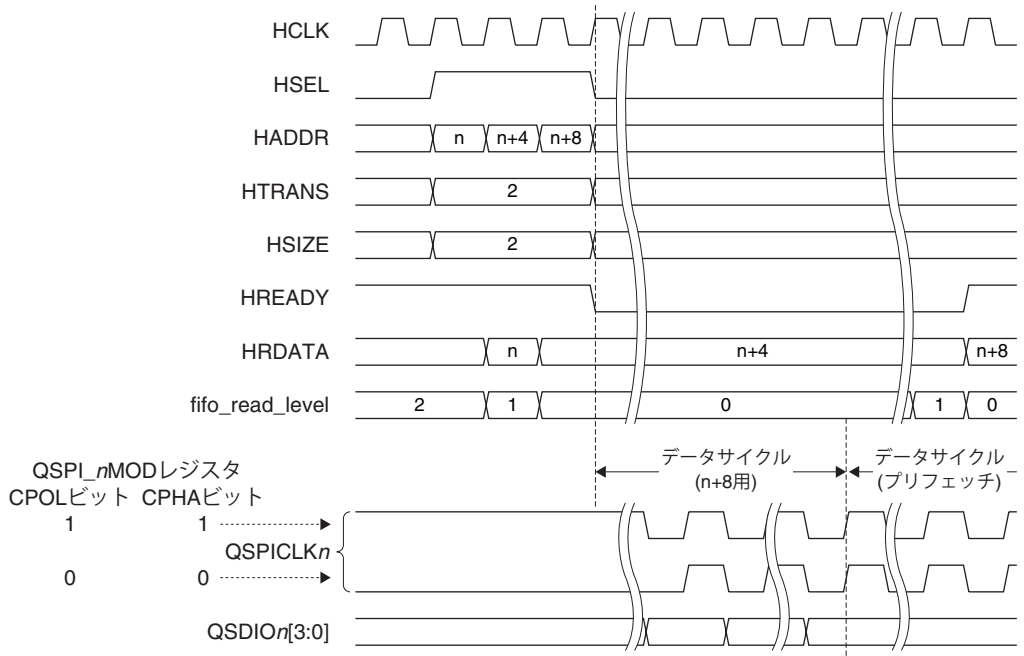 HCLK
HSEL
HADDR n n+4 n+8
HTRANS 2
HSIZE 2
HREADY
HRDATA n n+4 n+8
fifo_read_level 2 1 0 1 0
データサイクル データサイクル
(n+8用) (プリフェッチ)
QSPI_nMODレジスタ
CPOLビット CPHAビット
1 1
QSPICLKn
0 0
QSDIOn[3:0]